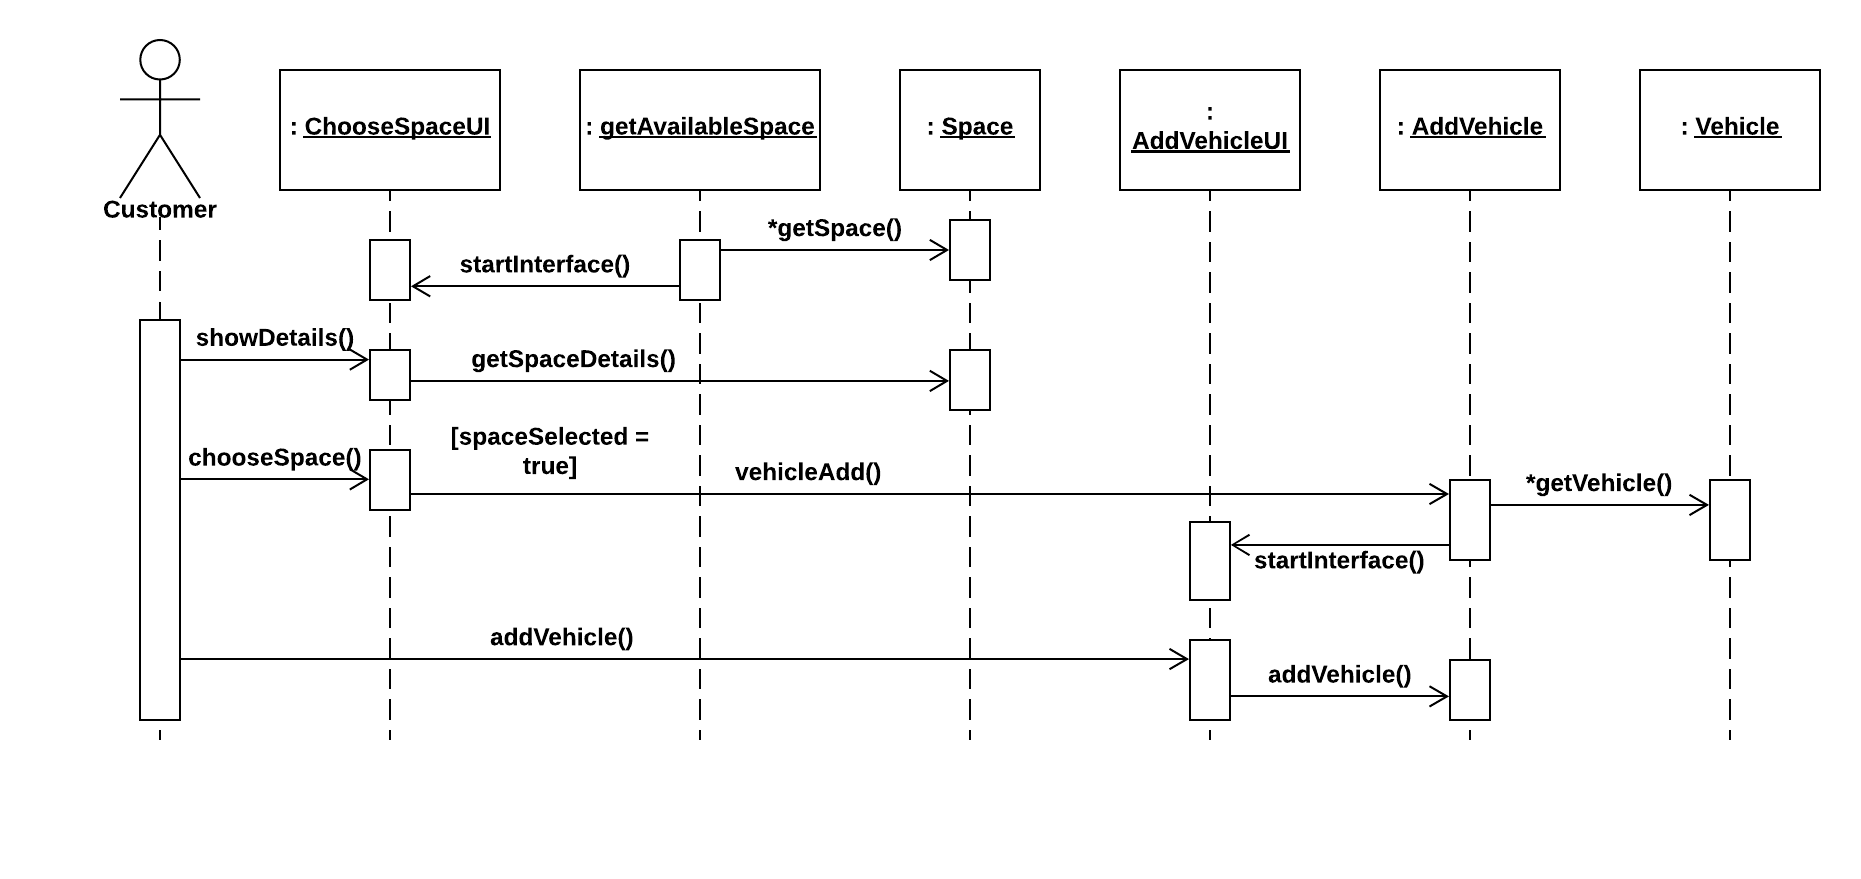 : ChooseSpaceUI
: getAvailableSpace
: Space
:
AddVehicleUI
: AddVehicle
: Vehicle
Customer
*getSpace()
startInterface()
showDetails()
getSpaceDetails()
[spaceSelected =
true]
chooseSpace()
vehicleAdd()
*getVehicle()
startInterface()
addVehicle()
addVehicle()